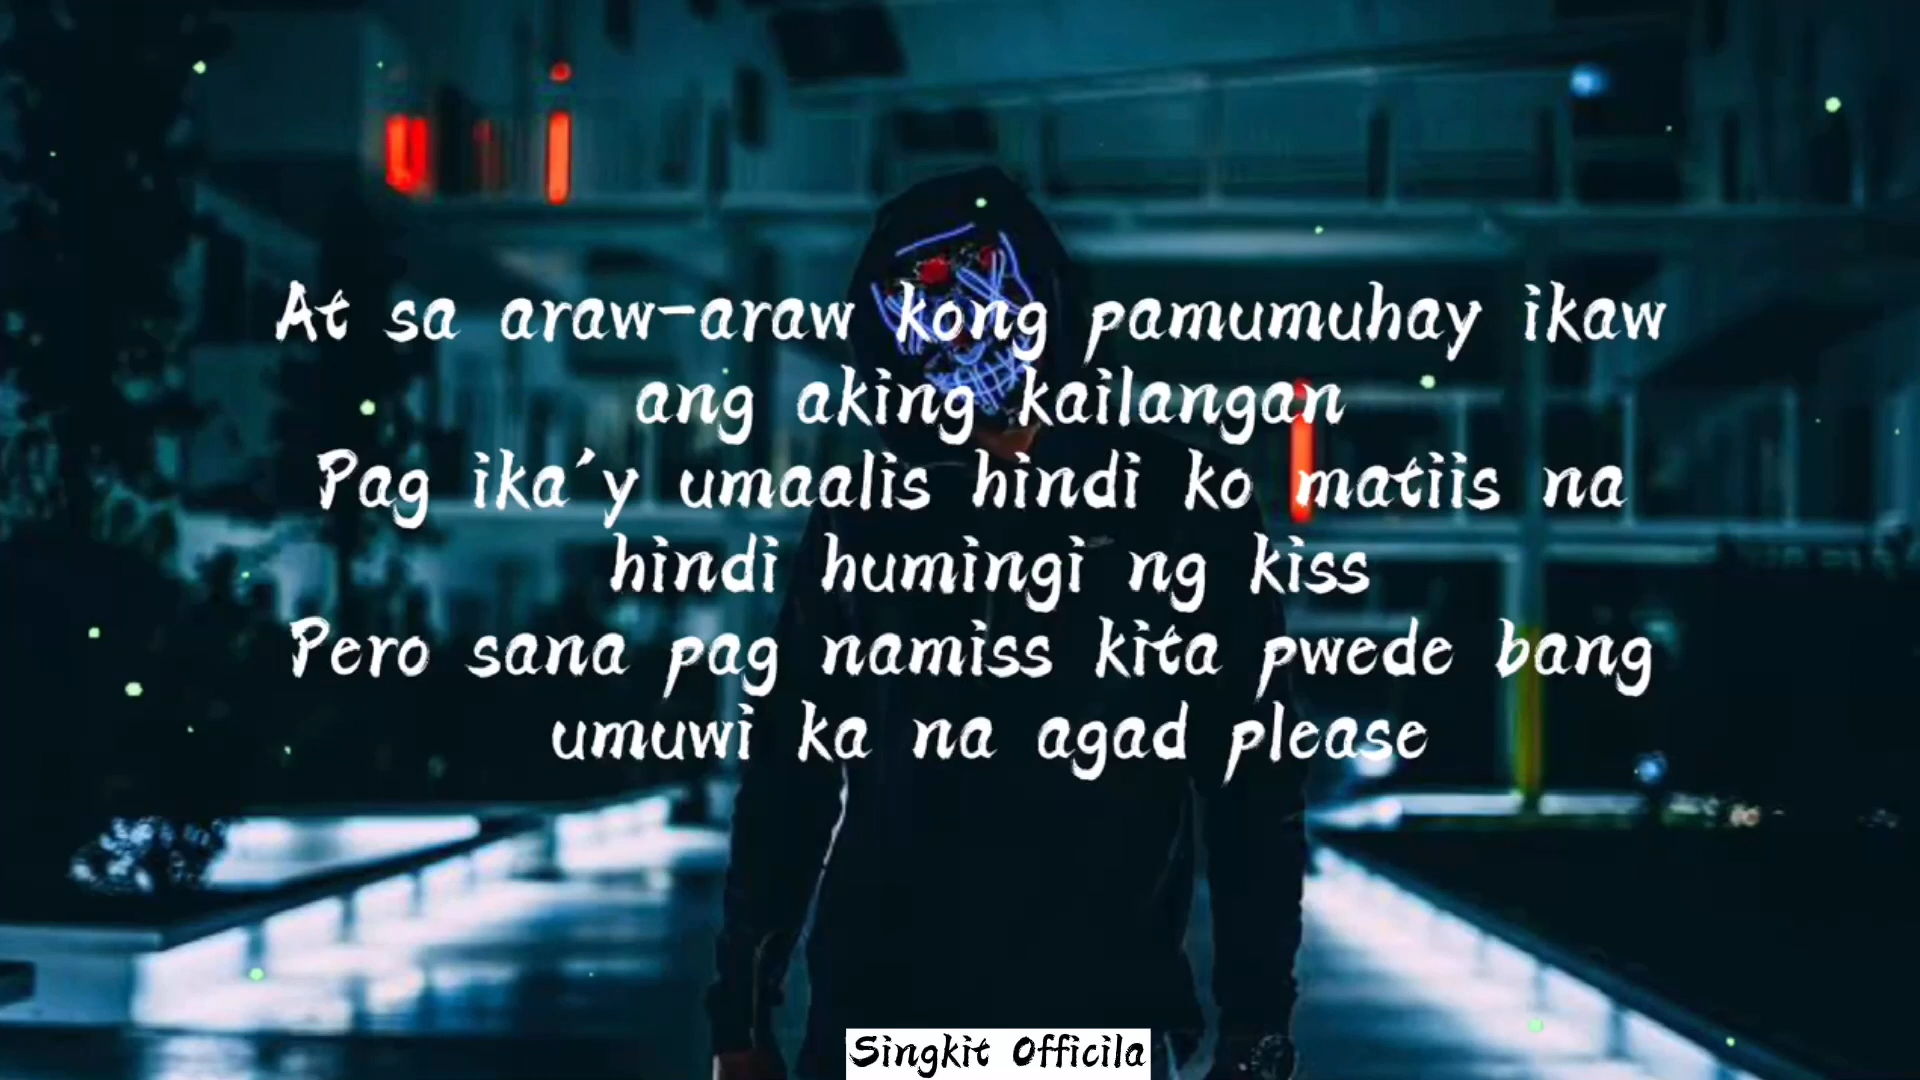 At sa araw-araw kong pamumuhay ikaw
ang aking kailangan
Pag ika'y umaalis hindi ko matiis na
hindi humingi ng kiss
Pero sana pag namiss kita pwede bang
umuwi ka na agad please
Singkit Officila